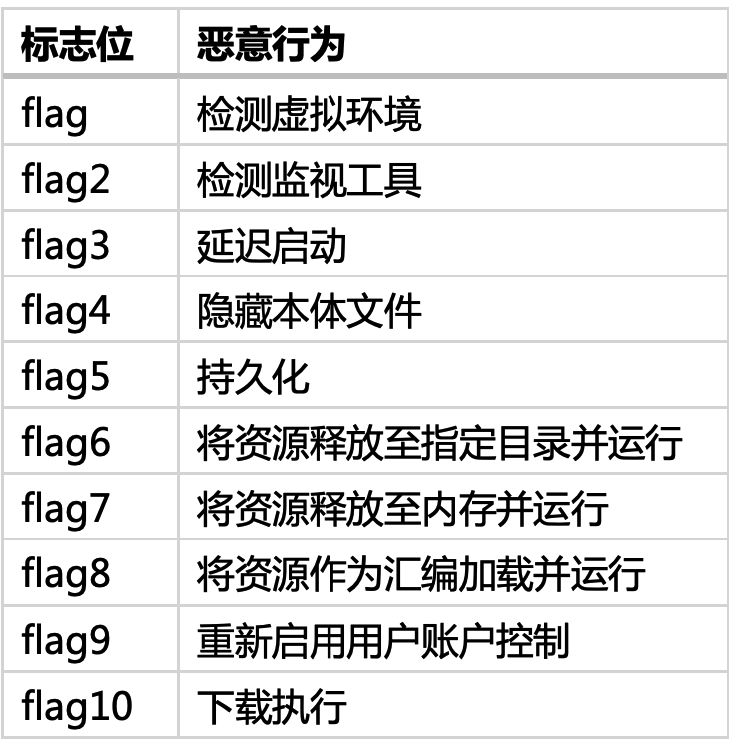 标志位 恶意行为
flag 检测虚拟环境
flag2 检测监视工具
flag3 延迟启动
flag4 隐藏本体文件
flag5 持久化
flag6 将资源释放至指定目录并运行
flag7 将资源释放至内存并运行
flag8 将资源作为汇编加载并运行
flag9 重新启用用户账户控制
flag10 下载执行